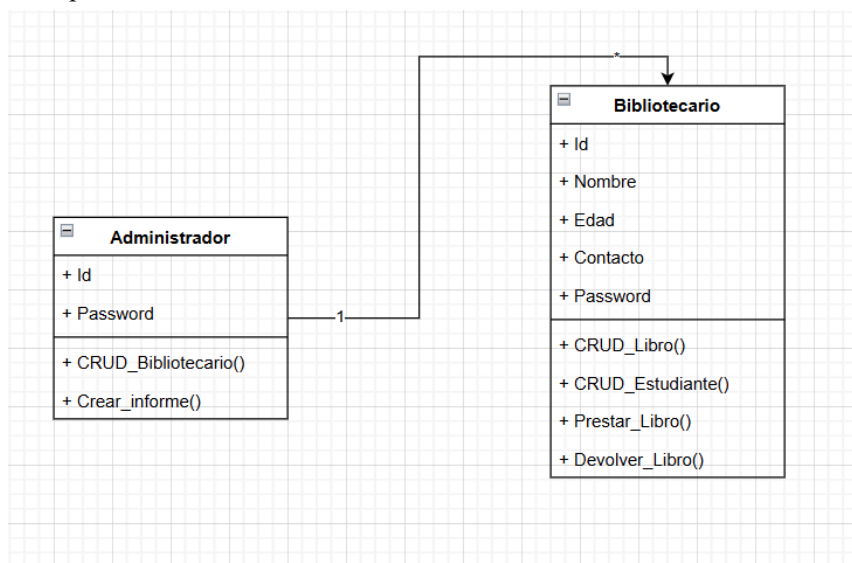 Administrador
+ Id
+ Password
+ CRUD_Bibliotecario()
+ Crear_informe()
1
*
Bibliotecario
+ Id
+ Nombre
+ Edad
+ Contacto
+ Password
+ CRUD_Libro()
+ CRUD_Estudiante()
+ Prestar_Libro()
+ Devolver_Libro()